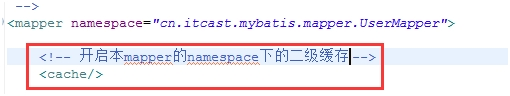 -->
<mapper namespace="cn.itcast.mybatis.mapper.UserMapper">
<!-- 开启本mapper的namespace下的二级缓存-->
<cache/>